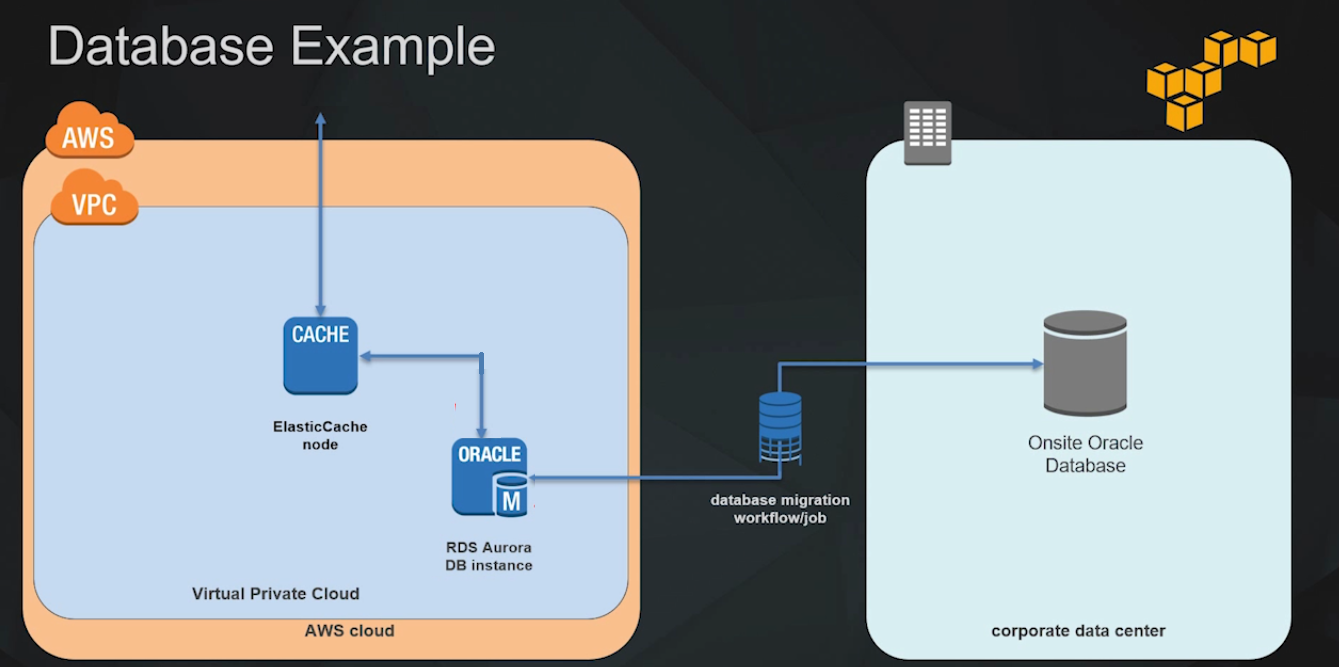 Database Example
AWS
VPC
CACHE
ElasticCache
node
ORACLE
M
RDS Aurora
DB instance
Virtual Private Cloud
AWS cloud
database migration
workflow/job
Onsite Oracle
Database
corporate data center